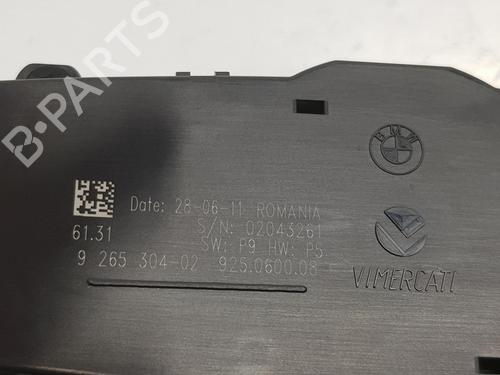 B-PARTS
BMW
Date: 28-06-11 ROMANIA
61.31 S/N: 02043261
SW: P9 HW: P5
9 265 304-02 925.0600.08
VIMERCATI